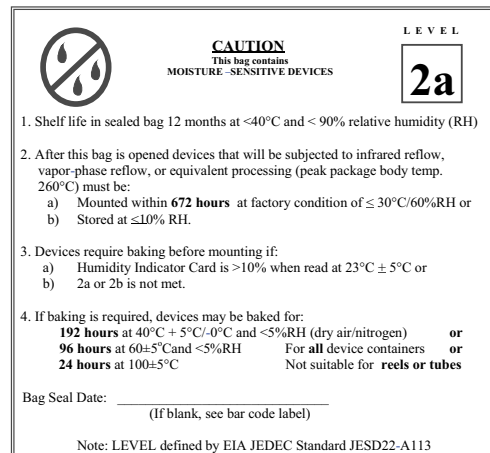 LEVEL
CAUTION
This bag contains
MOISTURE –SENSITIVE DEVICES
2a
1. Shelf life in sealed bag 12 months at <40°C and < 90% relative humidity (RH)
2. After this bag is opened devices that will be subjected to infrared reflow,
vapor-phase reflow, or equivalent processing (peak package body temp.
260°C) must be:
a) Mounted within 672 hours at factory condition of ≤ 30°C/60%RH or
b) Stored at ≤10% RH.
3. Devices require baking before mounting if:
a) Humidity Indicator Card is >10% when read at 23°C ± 5°C or
b) 2a or 2b is not met.
4. If baking is required, devices may be baked for:
192 hours at 40°C + 5°C/-0°C and <5%RH (dry air/nitrogen) or
96 hours at 60±5°Cand <5%RH For all device containers or
24 hours at 100±5°C Not suitable for reels or tubes
Bag Seal Date: ______________________________
(If blank, see bar code label)
Note: LEVEL defined by EIA JEDEC Standard JESD22-A113